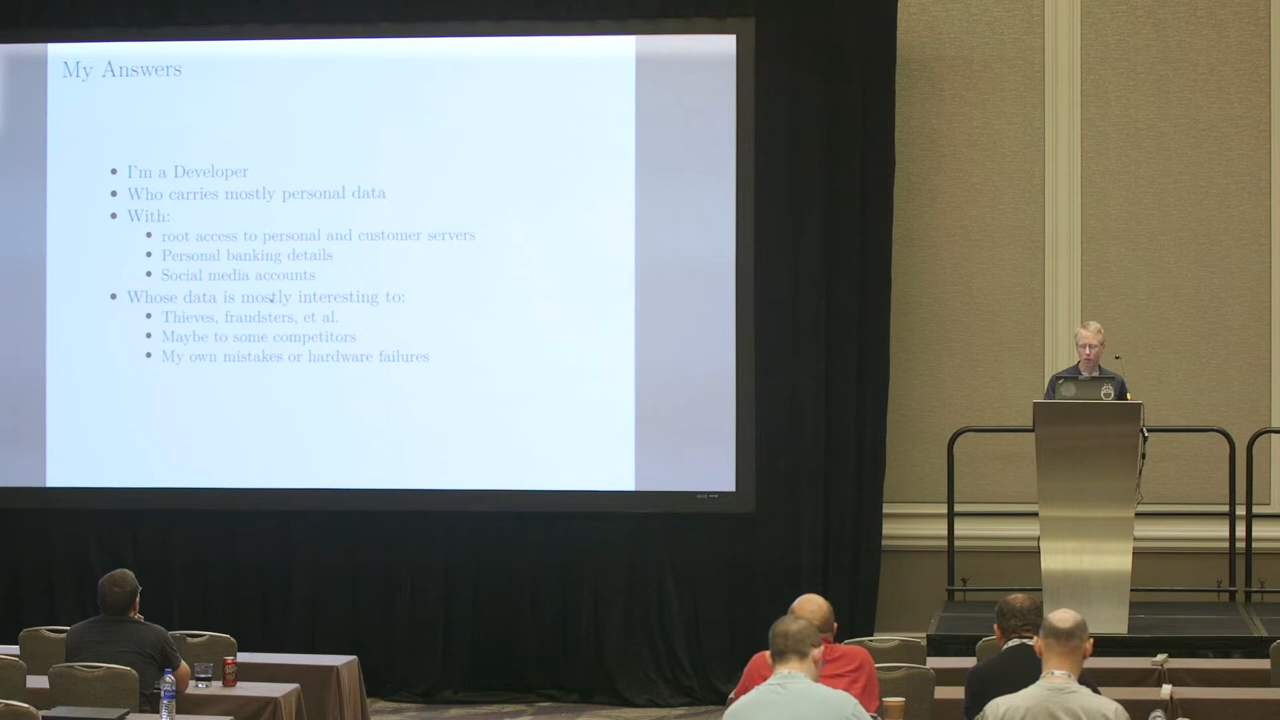 My Answers
I'm a Developer
Who carries mostly personal data
With:
root access to personal and customer servers
Personal banking details
Social media accounts
Whose data is mostly interesting to:
Thieves, fraudsters, et al.
Maybe to some competitors
My own mistakes or hardware failures